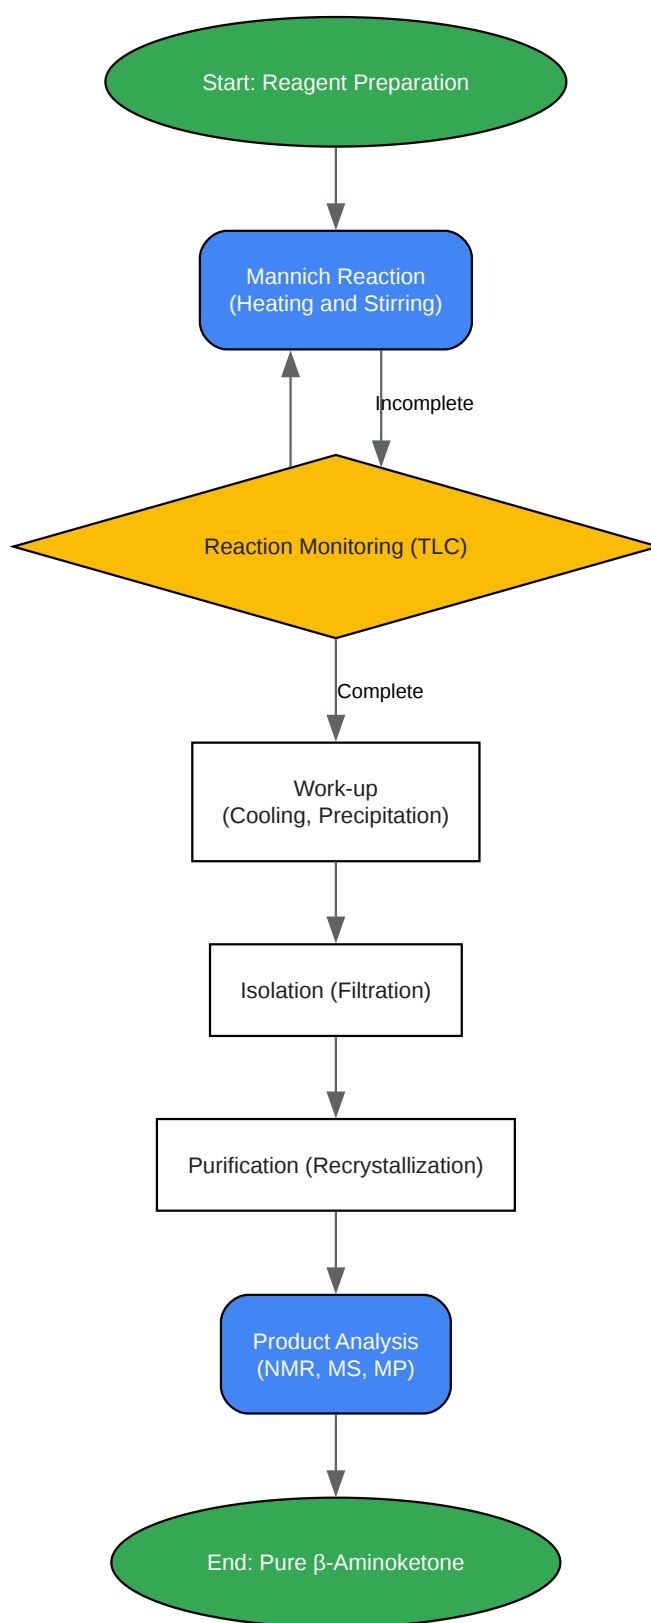 Start: Reagent Preparation
Mannich Reaction
(Heating and Stirring)
Incomplete
Reaction Monitoring (TLC)
Complete
Work-up
(Cooling, Precipitation)
Isolation (Filtration)
Purification (Recrystallization)
Product Analysis
(NMR, MS, MP)
End: Pure β-Aminoketone